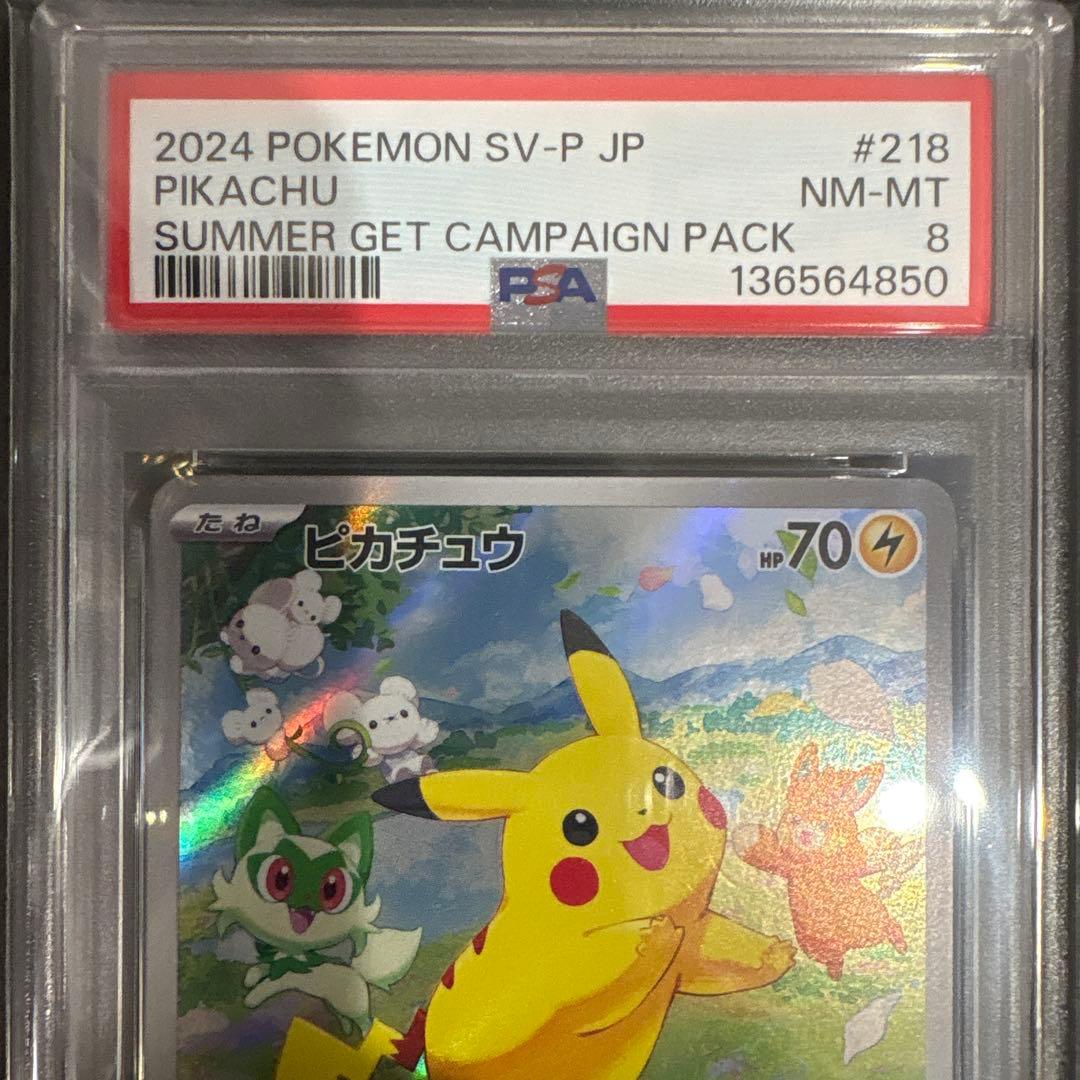 2024 POKEMON SV-P JP #218
PIKACHU NM-MT
SUMMER GET CAMPAIGN PACK 8
PSA 136564850
たね ピカチュウ HP70